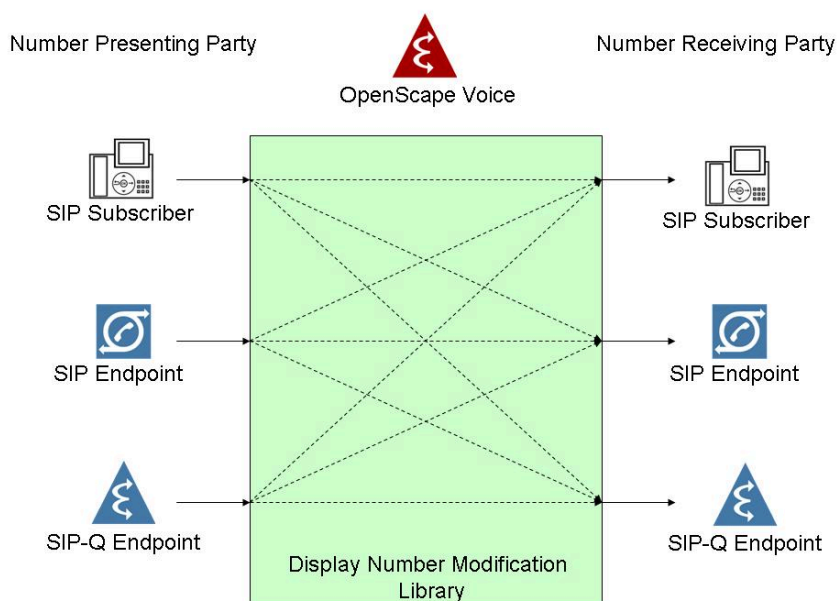 Number Presenting Party
Number Receiving Party
OpenScape Voice
SIP Subscriber
SIP Subscriber
SIP Endpoint
SIP Endpoint
SIP-Q Endpoint
SIP-Q Endpoint
Display Number Modification
Library